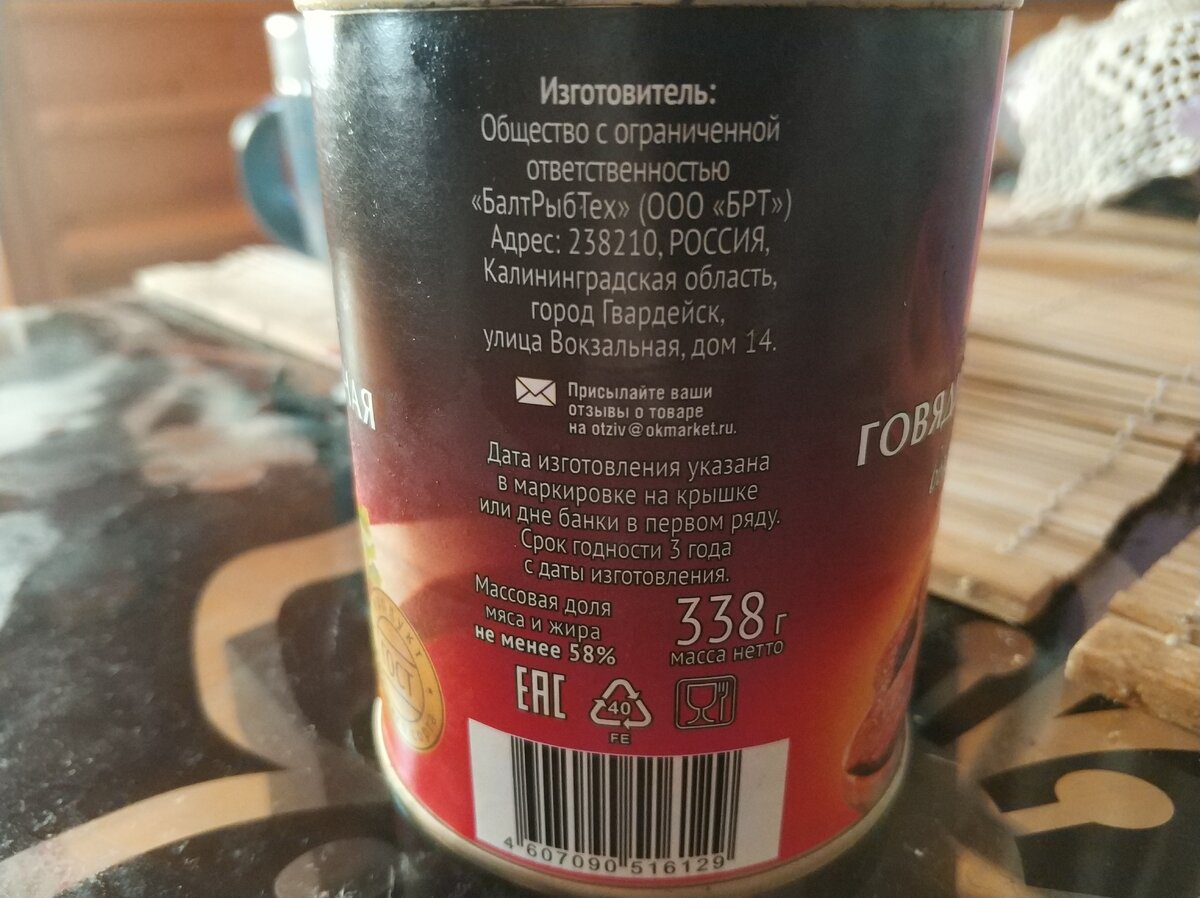 Изготовитель:
Общество с ограниченной
ответственностью
«БалтРыбТех» (ООО «БРТ»)
Адрес: 238210, РОССИЯ,
Калининградская область,
город Гвардейск,
улица Вокзальная, дом 14.
Присылайте ваши
отзывы о товаре
на otziv@okmarket.ru.
Дата изготовления указана
в маркировке на крышке
или дне банки в первом ряду.
Срок годности 3 года
с даты изготовления.
Массовая доля
мяса и жира
не менее 58%
338 г
масса нетто
EAC
40
FE
4 607090 516129
ГОСТ